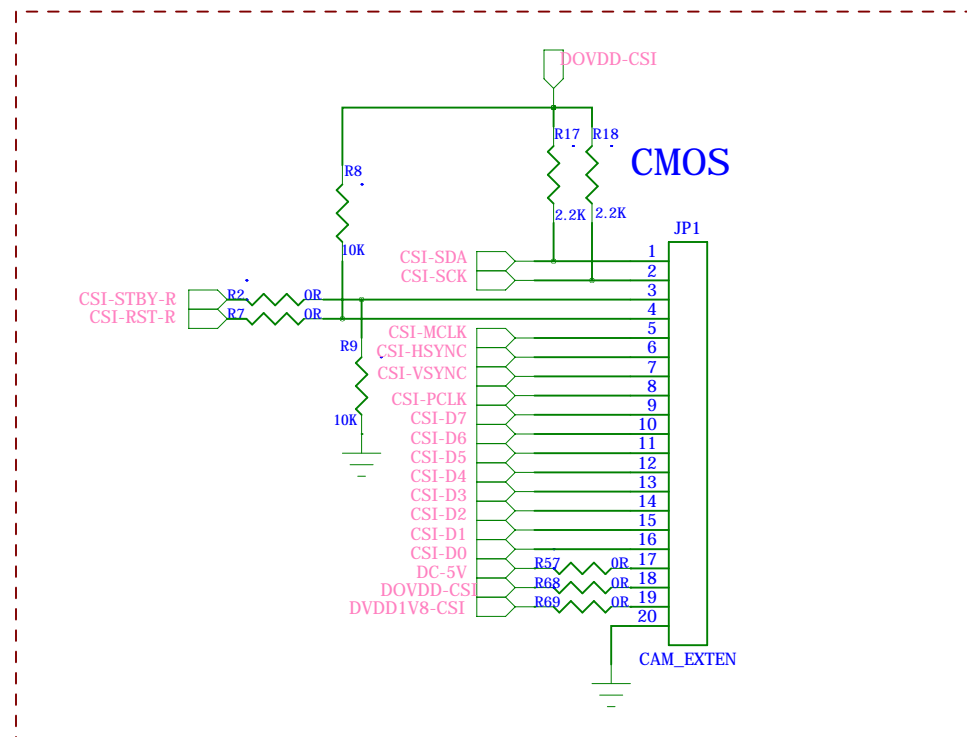 DOVDD-CSI
R17
R18
CMOS
R8
2.2K
2.2K
JP1
10K
CSI-SDA
1
CSI-SCK
2
CSI-STBY-R
R2
0R
3
CSI-RST-R
R7
0R
4
CSI-MCLK
5
R9
CSI-HSYNC
6
CSI-VSYNC
7
8
CSI-PCLK
9
10K
CSI-D7
10
CSI-D6
11
CSI-D5
12
CSI-D4
13
CSI-D3
14
CSI-D2
15
CSI-D1
16
CSI-D0
R57
0R
17
DC-5V
R68
0R
18
DOVDD-CSI
R69
0R
19
DVDD1V8-CSI
20
CAM_EXTEN